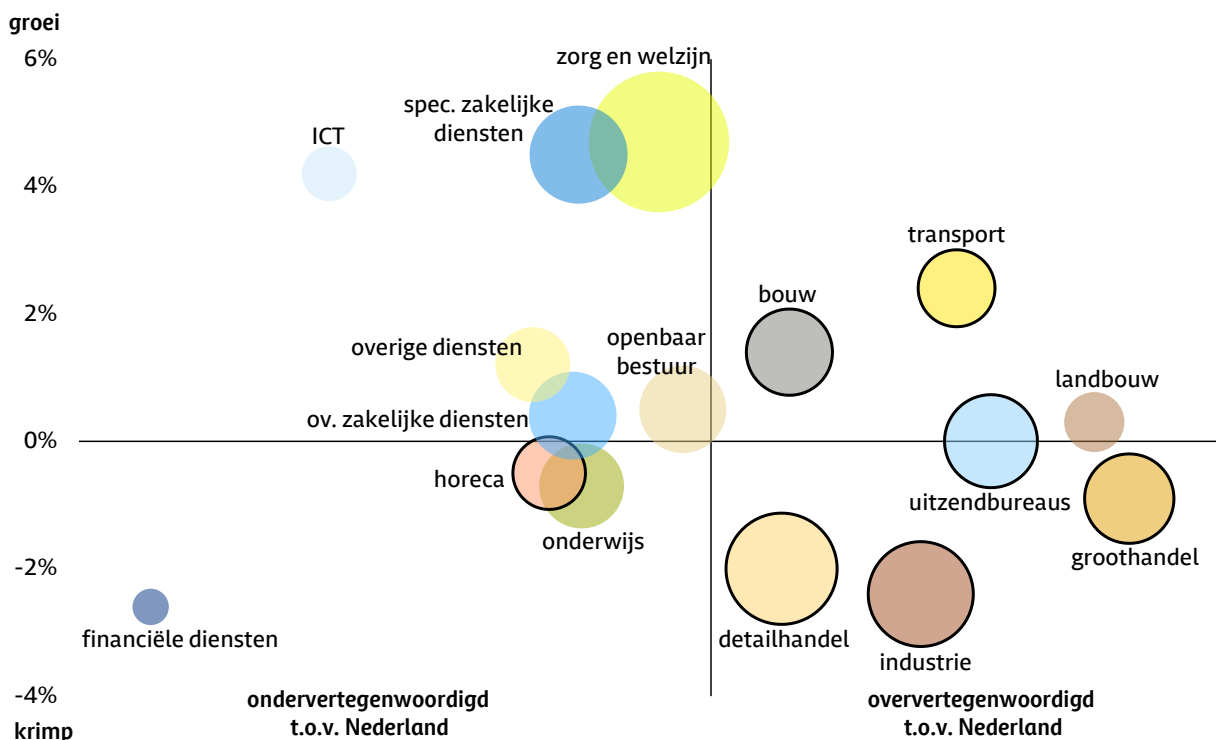 groei
6%
zorg en welzijn
spec. zakelijke
diensten
ICT
4%
transport
bouw
2%
openbaar
bestuur
overige diensten
landbouw
ov. zakelijke diensten
0%
horeca
uitzendbureaus
onderwijs
groothandel
-2%
financiële diensten
detailhandel
industrie
-4%
ondervertegenwoordigd
t.o.v. Nederland
oververtegenwoordigd
t.o.v. Nederland
krimp